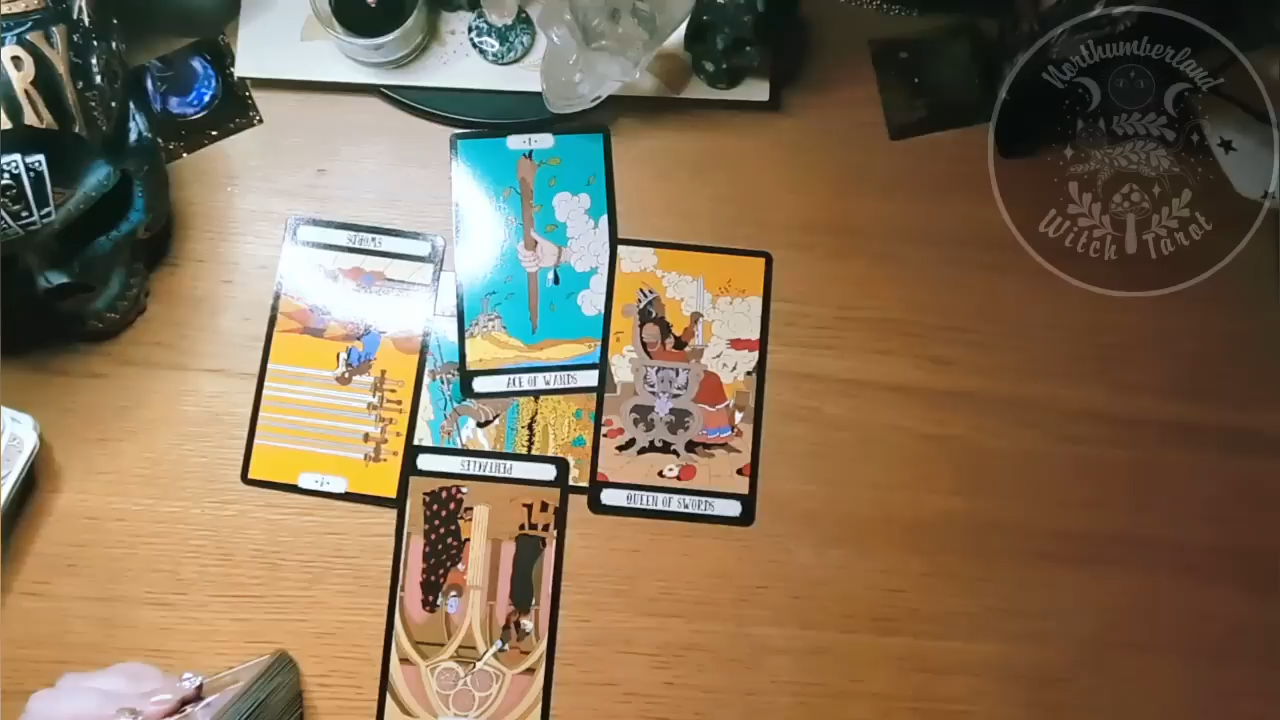 Northumberland
Witch Tarot
R
·I·
SWORDS
ACE OF WANDS
PENTACLES
QUEEN OF SWORDS